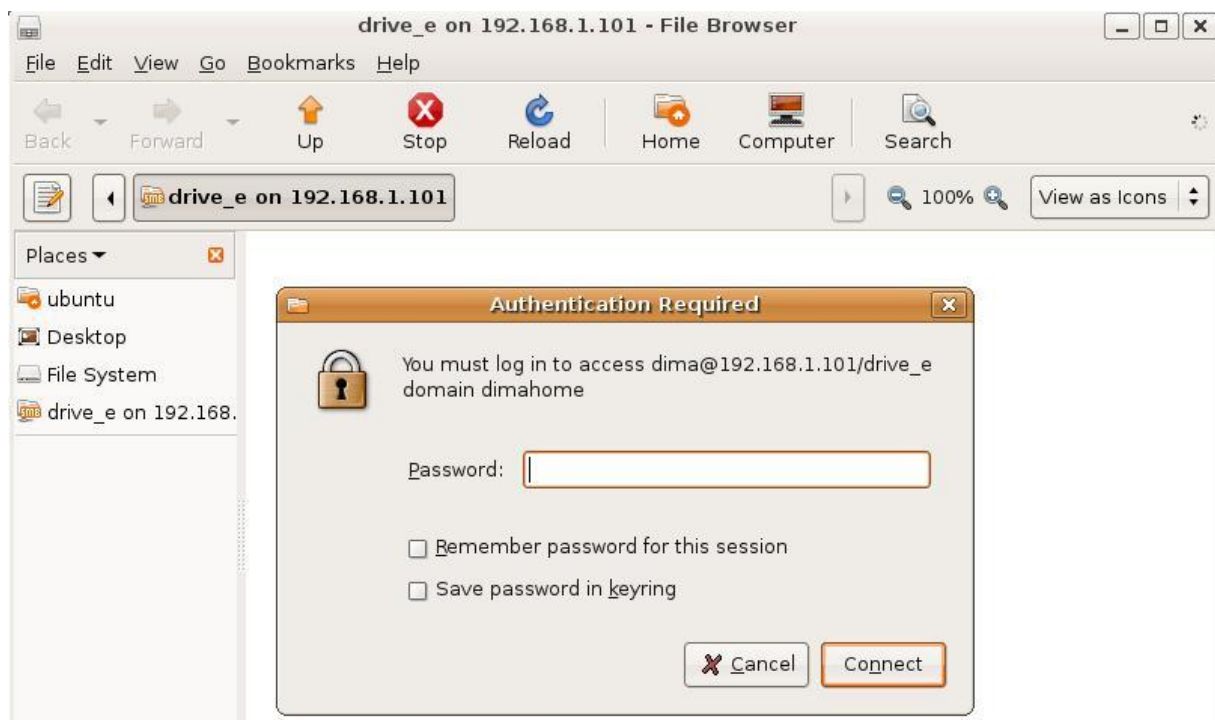 drive_e on 192.168.1.101 - File Browser
File Edit View Go Bookmarks Help
Back Forward Up Stop Reload Home Computer Search
drive_e on 192.168.1.101 100% View as Icons
Places
ubuntu
Desktop
File System
drive_e on 192.168.
Authentication Required
You must log in to access dima@192.168.1.101/drive_e
domain dimahome
Password:
Remember password for this session
Save password in keyring
Cancel Connect